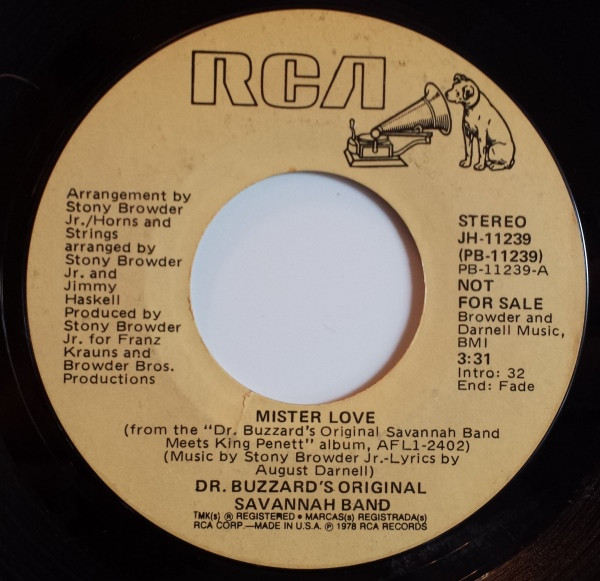 RCA
Arrangement by
Stony Browder
Jr./Horns and
Strings
arranged by
Stony Browder
Jr. and
Jimmy
Haskell
Produced by
Stony Browder
Jr. for Franz
Krauns and
Browder Bros.
Productions
STEREO
JH-11239
(PB-11239)
PB-11239-A
NOT
FOR SALE
Browder and
Darnell Music,
BMI
3:31
Intro: 32
End: Fade
MISTER LOVE
(from the "Dr. Buzzard's Original Savannah Band
Meets King Penett" album, AFL1-2402)
(Music by Stony Browder Jr.-Lyrics by
August Darnell)
DR. BUZZARD'S ORIGINAL
SAVANNAH BAND
TMK(s) ® REGISTERED • MARCAS(s) REGISTRADA(s)
RCA CORP.—MADE IN U.S.A. ℗ 1978 RCA RECORDS